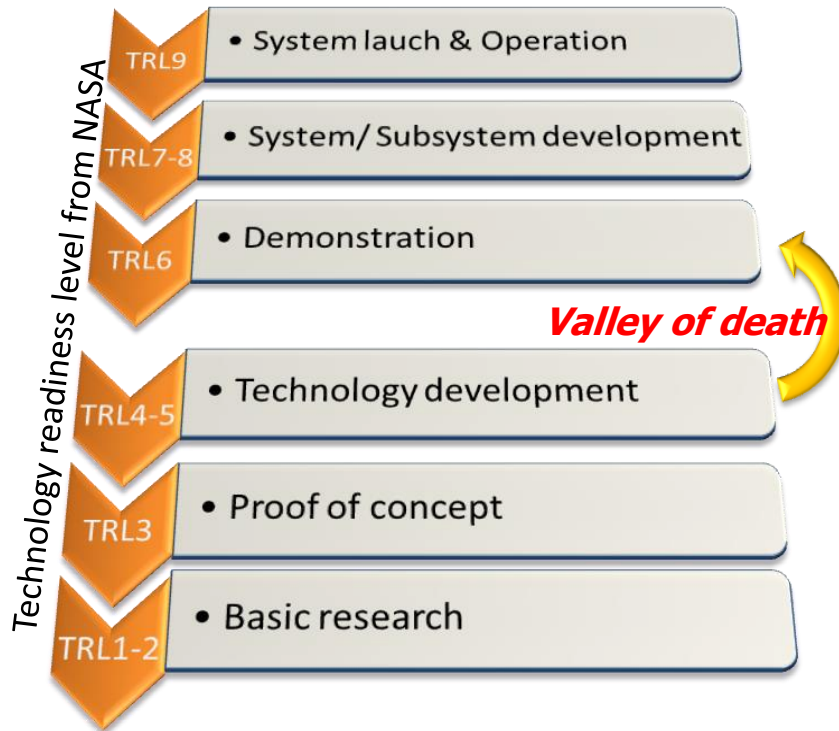 Technology readiness level from NASA
TRL9
• System lauch & Operation
TRL7-8
• System/ Subsystem development
TRL6
• Demonstration
Valley of death
TRL4-5
• Technology development
TRL3
• Proof of concept
TRL1-2
• Basic research